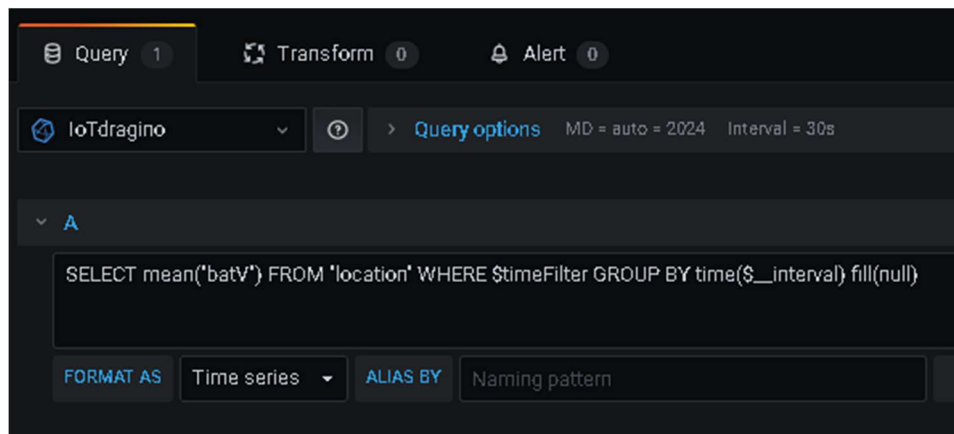 Query 1 Transform 0 Alert 0
IoTdragino Query options MD = auto = 2024 Interval = 30s
A
SELECT mean("batV") FROM "location" WHERE $timeFilter GROUP BY time($__interval) fill(null)
FORMAT AS Time series ALIAS BY Naming pattern